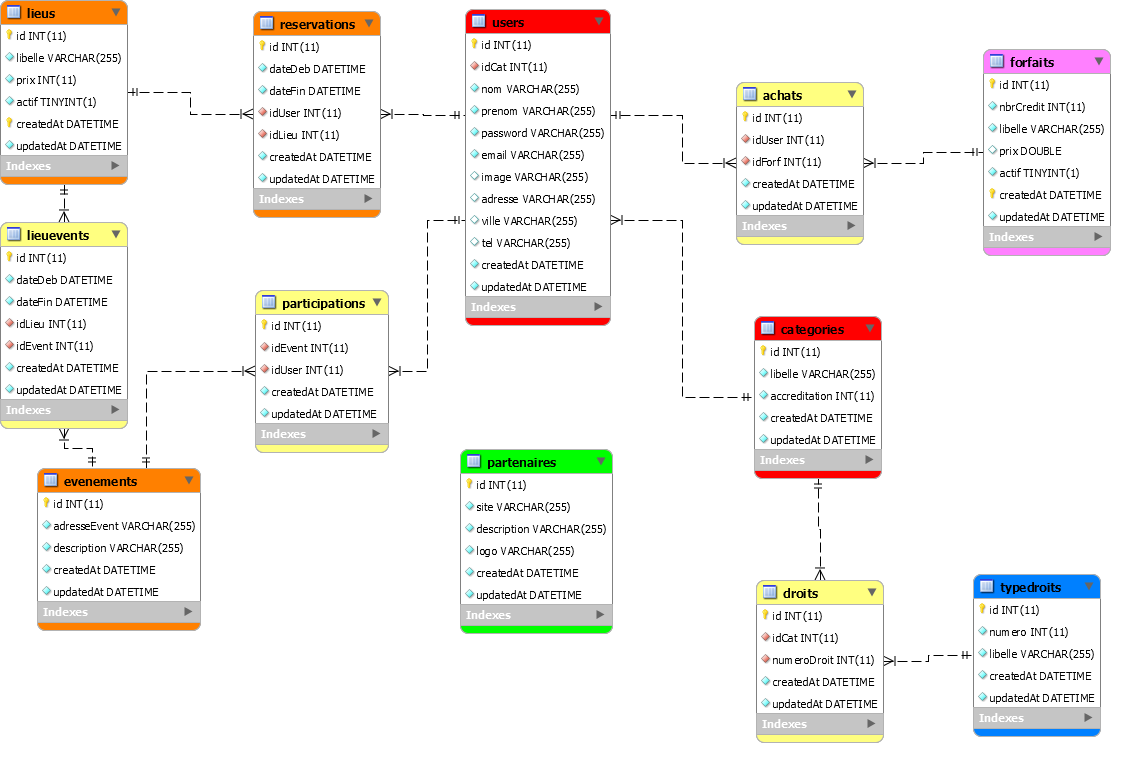 lieus
id INT(11)
libelle VARCHAR(255)
prix INT(11)
actif TINYINT(1)
createdAt DATETIME
updatedAt DATETIME
Indexes
reservations
id INT(11)
dateDeb DATETIME
dateFin DATETIME
idUser INT(11)
idLieu INT(11)
createdAt DATETIME
updatedAt DATETIME
Indexes
users
id INT(11)
idCat INT(11)
nom VARCHAR(255)
prenom VARCHAR(255)
password VARCHAR(255)
email VARCHAR(255)
image VARCHAR(255)
adresse VARCHAR(255)
ville VARCHAR(255)
tel VARCHAR(255)
createdAt DATETIME
updatedAt DATETIME
Indexes
achats
id INT(11)
idUser INT(11)
idForf INT(11)
createdAt DATETIME
updatedAt DATETIME
Indexes
forfaits
id INT(11)
nbrCredit INT(11)
libelle VARCHAR(255)
prix DOUBLE
actif TINYINT(1)
createdAt DATETIME
updatedAt DATETIME
Indexes
lieuevents
id INT(11)
dateDeb DATETIME
dateFin DATETIME
idLieu INT(11)
idEvent INT(11)
createdAt DATETIME
updatedAt DATETIME
Indexes
participations
id INT(11)
idEvent INT(11)
idUser INT(11)
createdAt DATETIME
updatedAt DATETIME
Indexes
categories
id INT(11)
libelle VARCHAR(255)
accreditation INT(11)
createdAt DATETIME
updatedAt DATETIME
Indexes
evenements
id INT(11)
adresseEvent VARCHAR(255)
description VARCHAR(255)
createdAt DATETIME
updatedAt DATETIME
Indexes
partenaires
id INT(11)
site VARCHAR(255)
description VARCHAR(255)
logo VARCHAR(255)
createdAt DATETIME
updatedAt DATETIME
Indexes
droits
id INT(11)
idCat INT(11)
numeroDroit INT(11)
createdAt DATETIME
updatedAt DATETIME
Indexes
typedroits
id INT(11)
numero INT(11)
libelle VARCHAR(255)
createdAt DATETIME
updatedAt DATETIME
Indexes